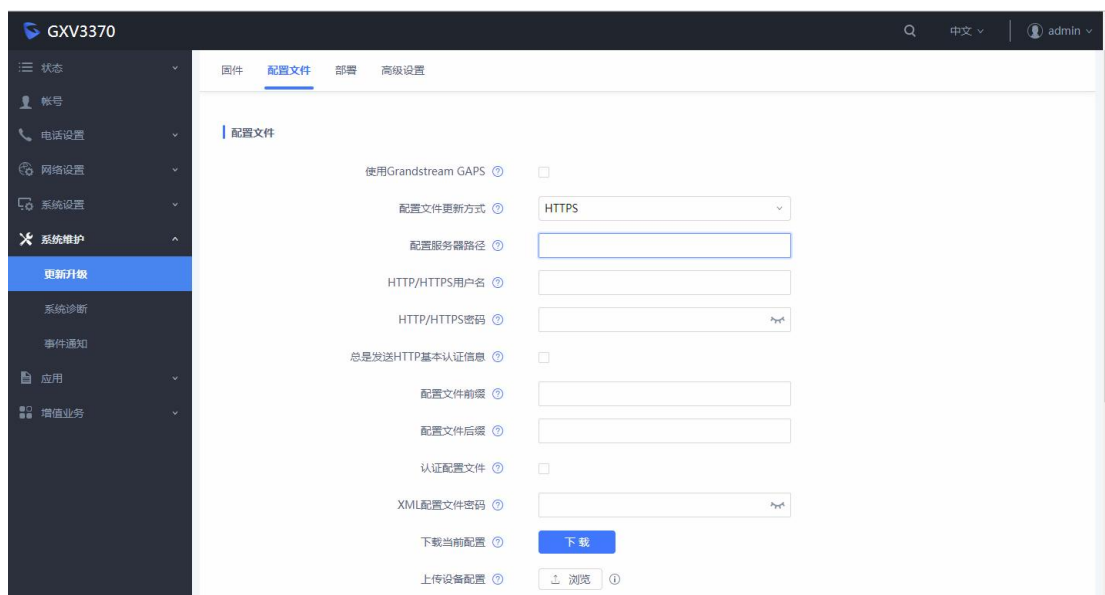 GXV3370
中文
admin
状态
帐号
电话设置
网络设置
系统设置
系统维护
更新升级
系统诊断
事件通知
应用
增值业务
固件 配置文件 部署 高级设置
配置文件
使用Grandstream GAPS
配置文件更新方式 HTTPS
配置服务器路径
HTTP/HTTPS用户名
HTTP/HTTPS密码
总是发送HTTP基本认证信息
配置文件前缀
配置文件后缀
认证配置文件
XML配置文件密码
下载当前配置 下载
上传设备配置 浏览